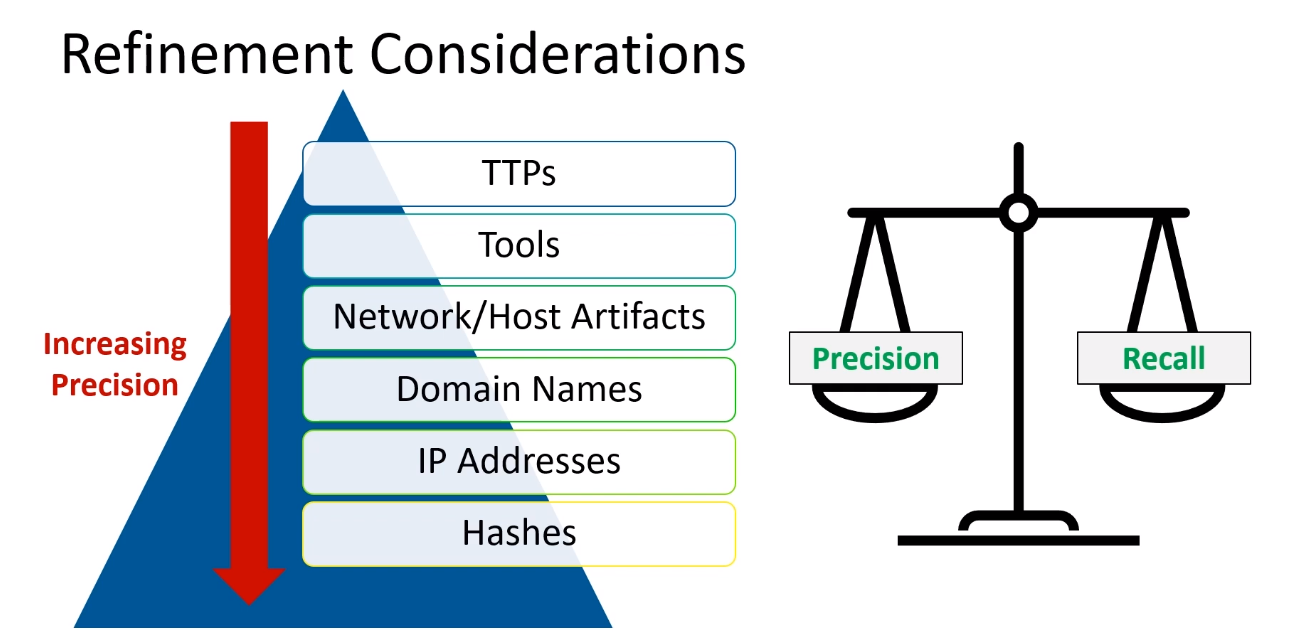 Refinement Considerations
TTPs
Tools
Network/Host Artifacts
Domain Names
IP Addresses
Hashes
Increasing
Precision
Precision
Recall